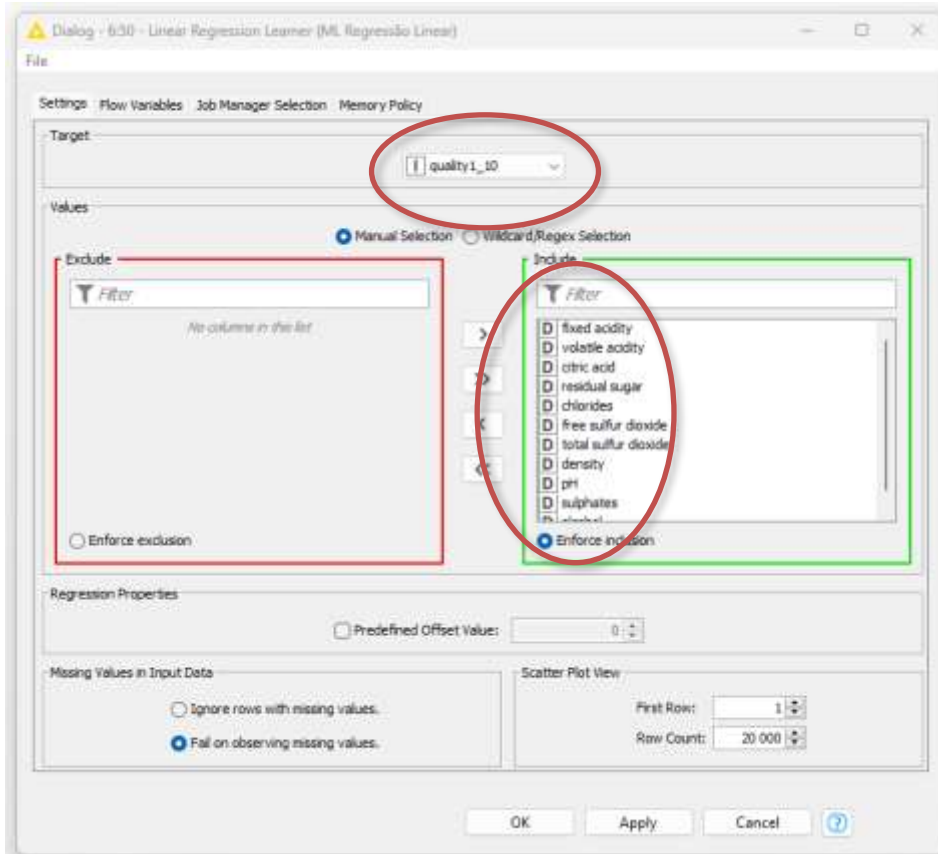 Dialog - 6:50 - Linear Regression Learner (ML Regressão Linear)
File
Settings Flow Variables Job Manager Selection Memory Policy
Target
I quality1_10
Values
Manual Selection Wildcard/Regex Selection
Exclude
Filter
No columns in this list
Enforce exclusion
>
>>
<
<<
Include
Filter
D fixed acidity
D volatile acidity
D citric acid
D residual sugar
D chlorides
D free sulfur dioxide
D total sulfur dioxide
D density
D pH
D sulphates
D alcohol
Enforce inclusion
Regression Properties
Predefined Offset Value: 0
Missing Values in Input Data
Ignore rows with missing values.
Fail on observing missing values.
Scatter Plot View
First Row: 1
Row Count: 20 000
OK Apply Cancel ?